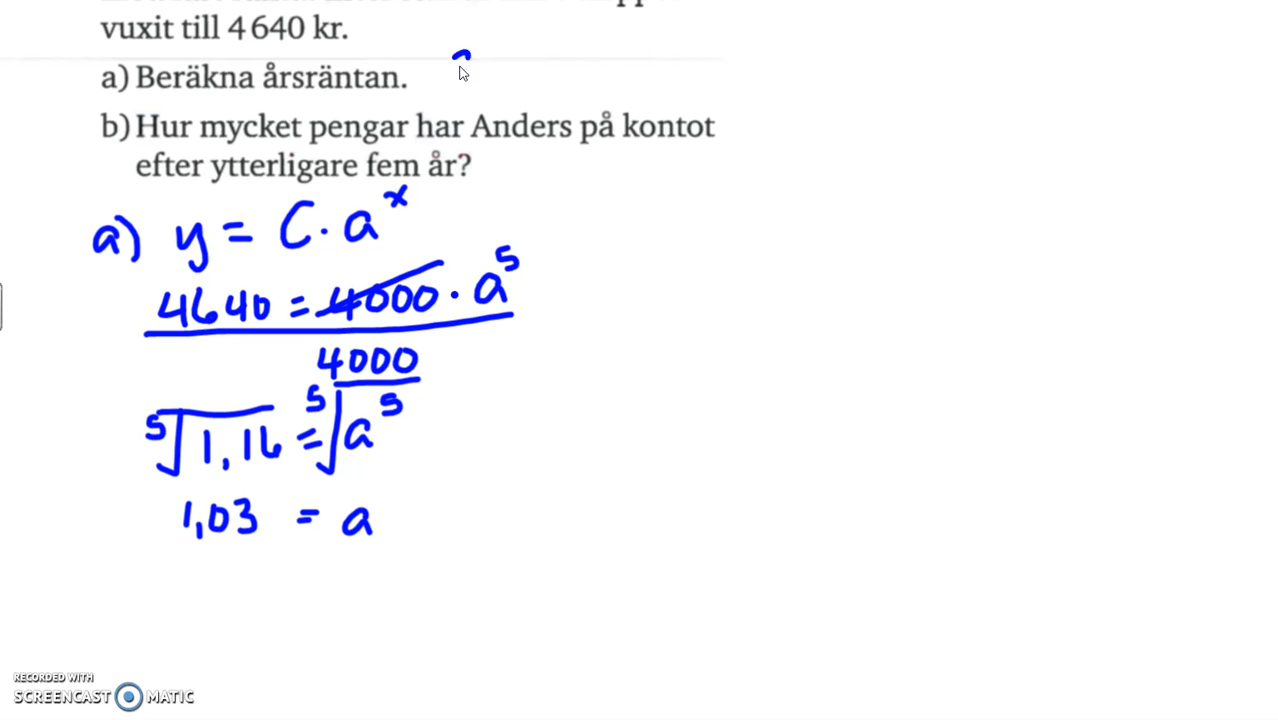 vuxit till 4 640 kr.
a) Beräkna årsräntan.
b) Hur mycket pengar har Anders på kontot
efter ytterligare fem år?
a) y = C · a^x
4640 = 4000 · a^5
4000
5√1,16 = 5√a^5
1,03 = a
RECORDED WITH
SCREENCAST MATIC